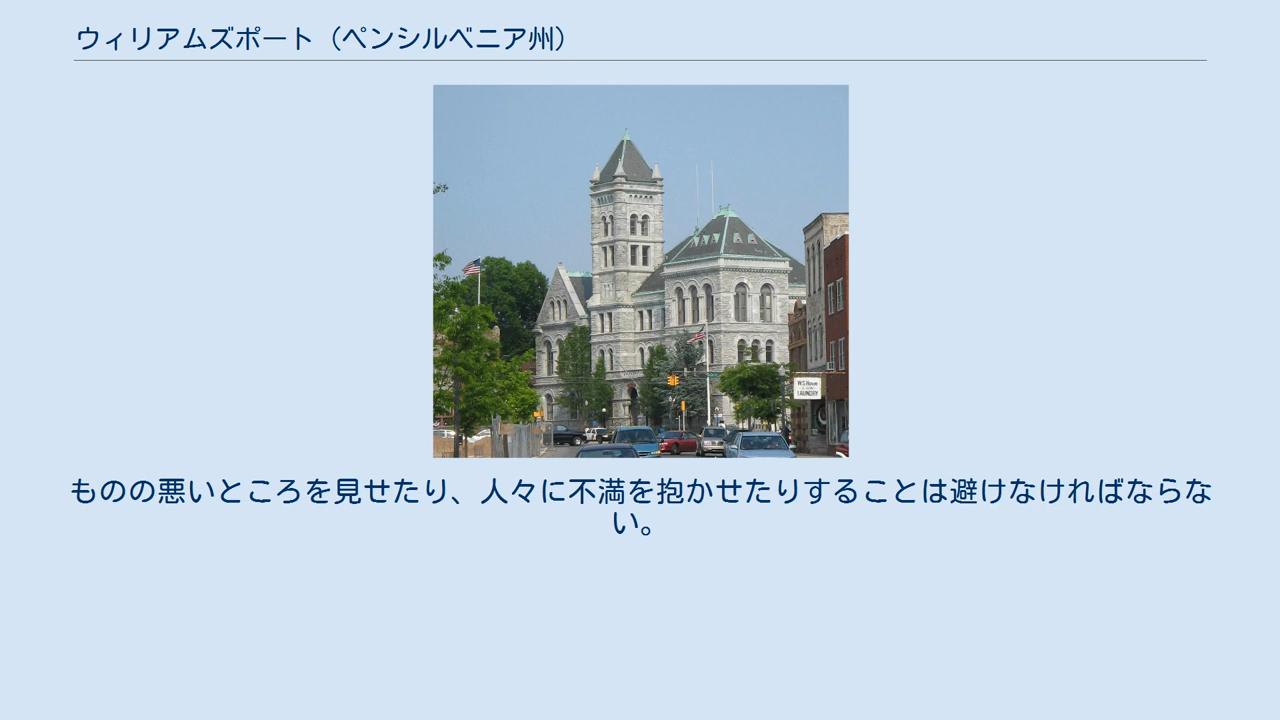 ウィリアムズポート（ペンシルベニア州）
LAUNDRY
ものの悪いところを見せたり、人々に不満を抱かせたりすることは避けなければならな
い。